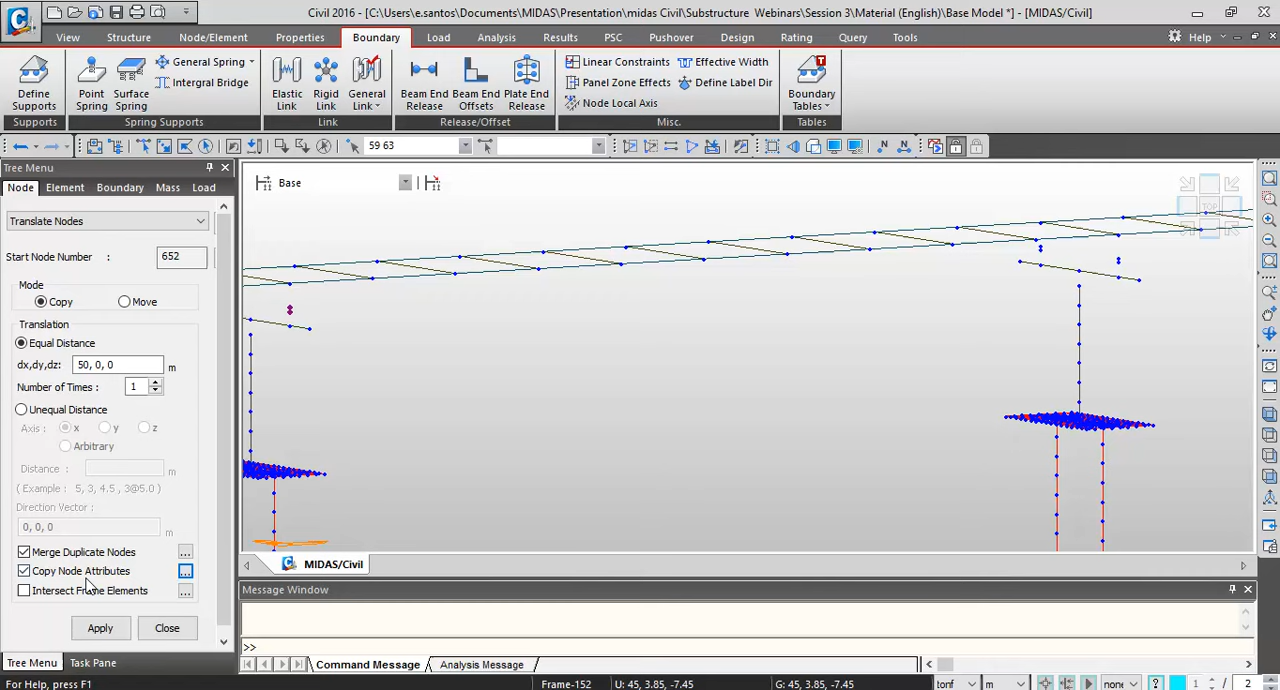 Civil 2016 - [C:\Users\e.santos\Documents\MIDAS\Presentation\midas Civil\Substure Webinars\Session 3\Material (English)\Base Model *] - [MIDAS/Civil]
View Structure Node/Element Properties Boundary Load Analysis Results PSC Pushover Design Rating Query Tools Help
Define Supports
Point Spring
Surface Spring
General Spring
Intergral Bridge
Elastic Link
Rigid Link
General Link
Beam End Release
Beam End Offsets
Plate End Release
Linear Constraints
Panel Zone Effects
Node Local Axis
Effective Width
Define Label Dir
Boundary Tables
Supports Spring Supports Link Release/Offset Misc. Tables
59 63
Tree Menu
Node Element Boundary Mass Load
Translate Nodes
Start Node Number : 652
Mode
Copy Move
Translation
Equal Distance
dx,dy,dz: 50, 0, 0 m
Number of Times : 1
Unequal Distance
Axis : x y z
Arbitrary
Distance : m
( Example : 5, 3, 4.5 , 3@5.0 )
Direction Vector :
0, 0, 0 m
Merge Duplicate Nodes ...
Copy Node Attributes ...
Intersect Frame Elements ...
Apply Close
Tree Menu Task Pane
Base
TOP
MIDAS/Civil
Message Window
>>
Command Message Analysis Message
For Help, press F1 Frame-152 U: 45, 3.85, -7.45 G: 45, 3.85, -7.45 tonf m none ? 1 2